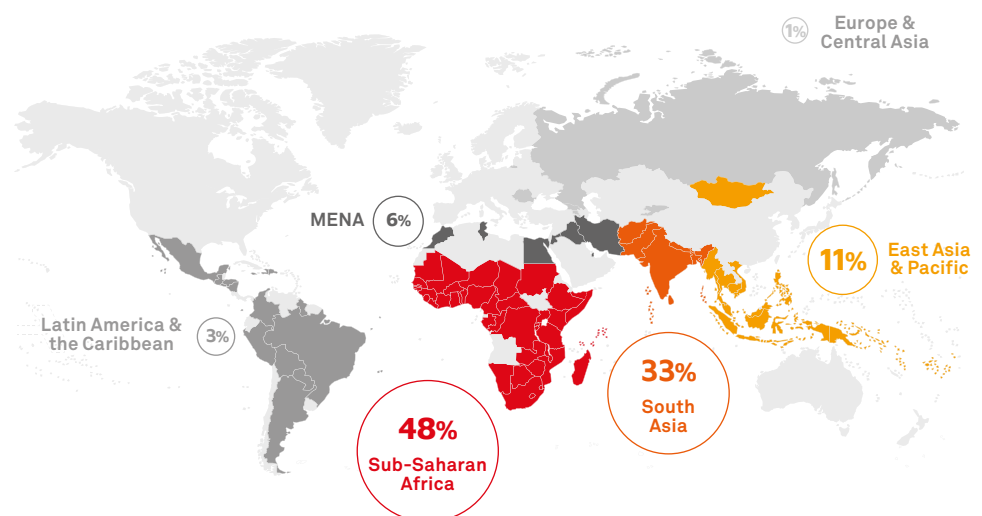 1%
Europe &
Central Asia
MENA
6%
11%
East Asia
& Pacific
Latin America &
the Caribbean
3%
33%
South
Asia
48%
Sub-Saharan
Africa